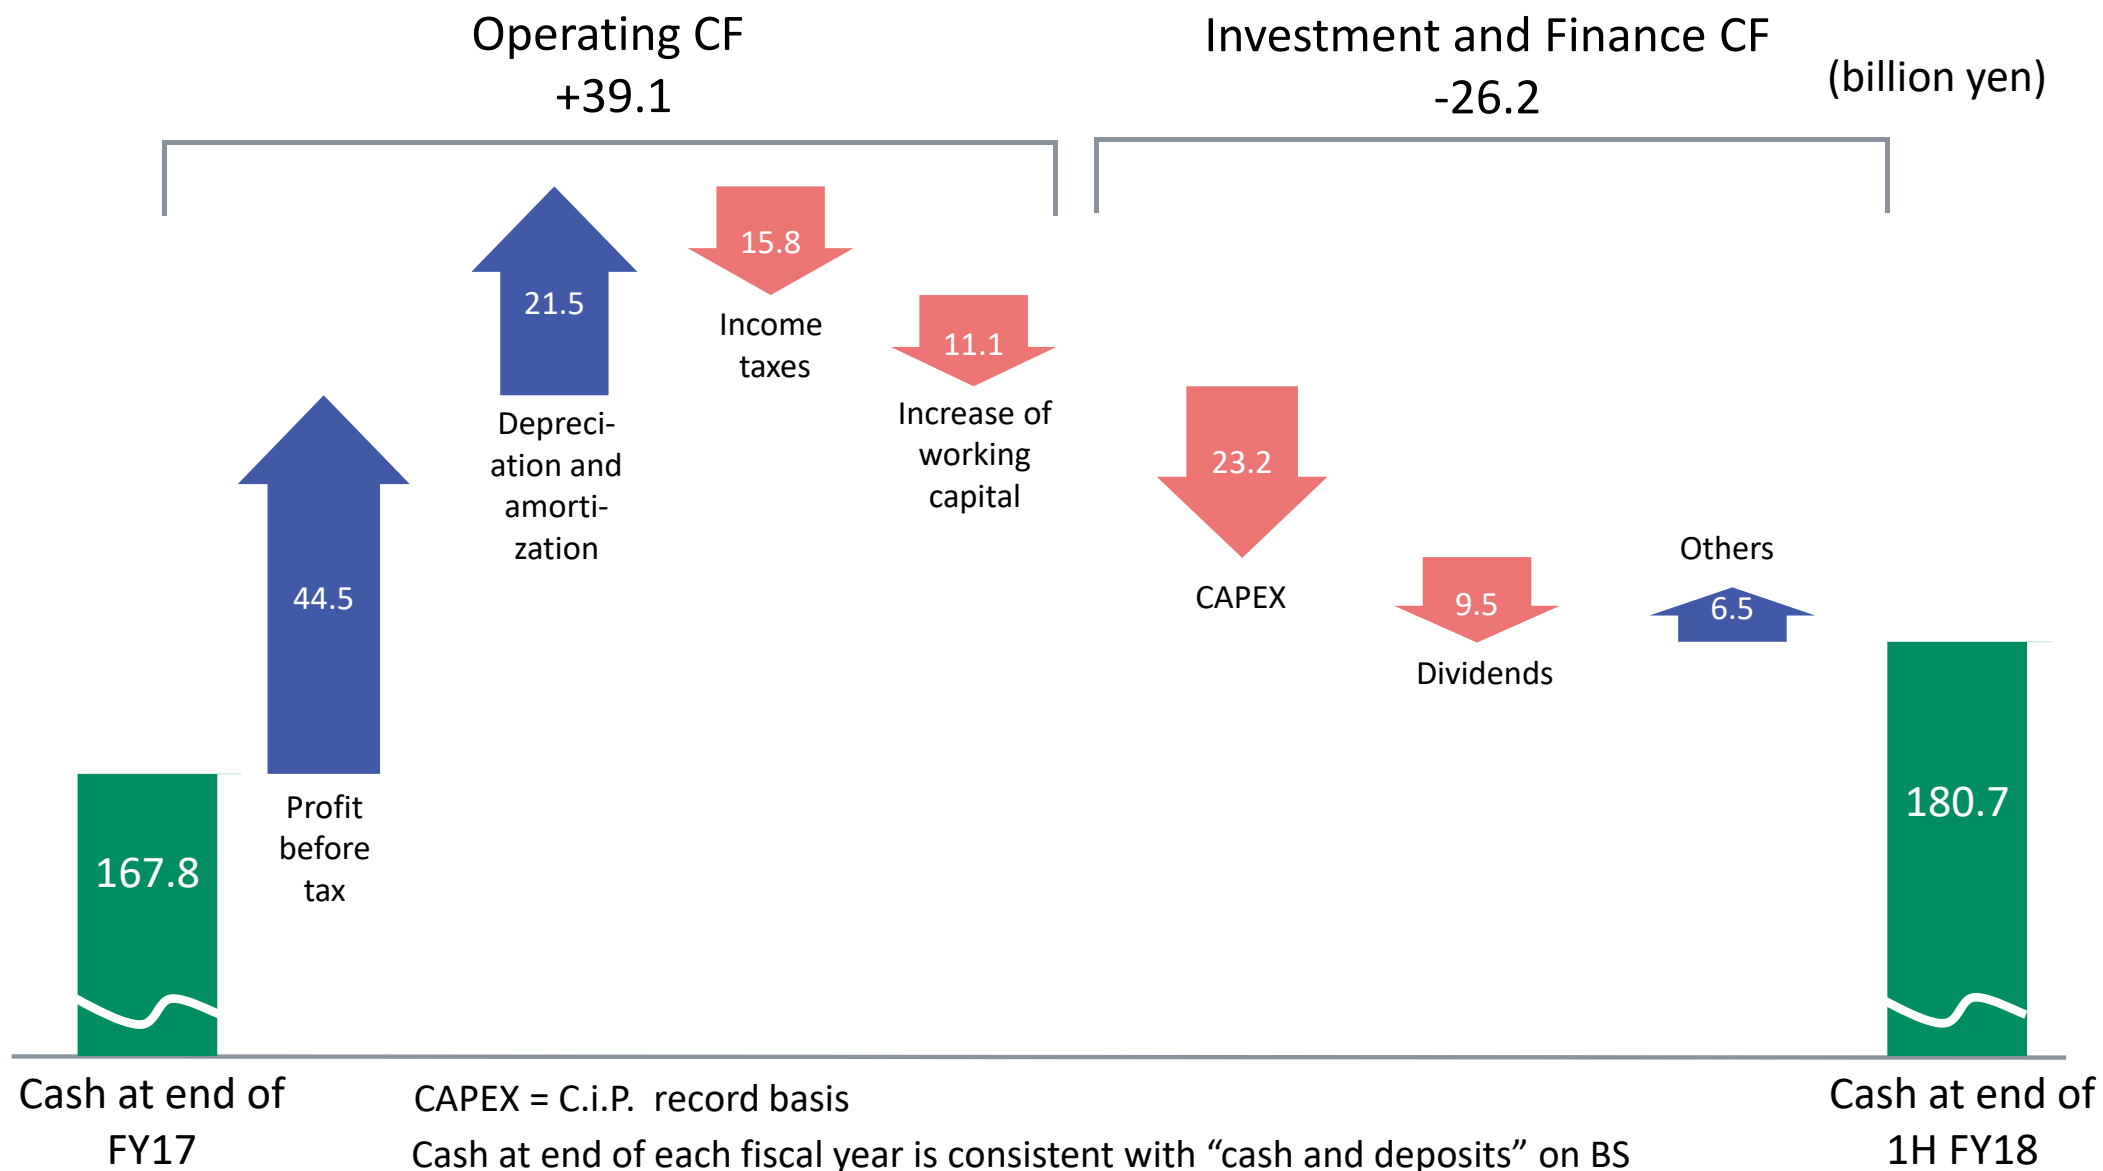 Operating CF
+39.1
Investment and Finance CF
-26.2
(billion yen)
167.8
44.5
Profit
before
tax
21.5
Depreci-
ation and
amorti-
zation
15.8
Income
taxes
11.1
Increase of
working
capital
23.2
CAPEX
9.5
Dividends
Others
6.5
180.7
Cash at end of
FY17
CAPEX = C.i.P. record basis
Cash at end of each fiscal year is consistent with “cash and deposits” on BS
Cash at end of
1H FY18